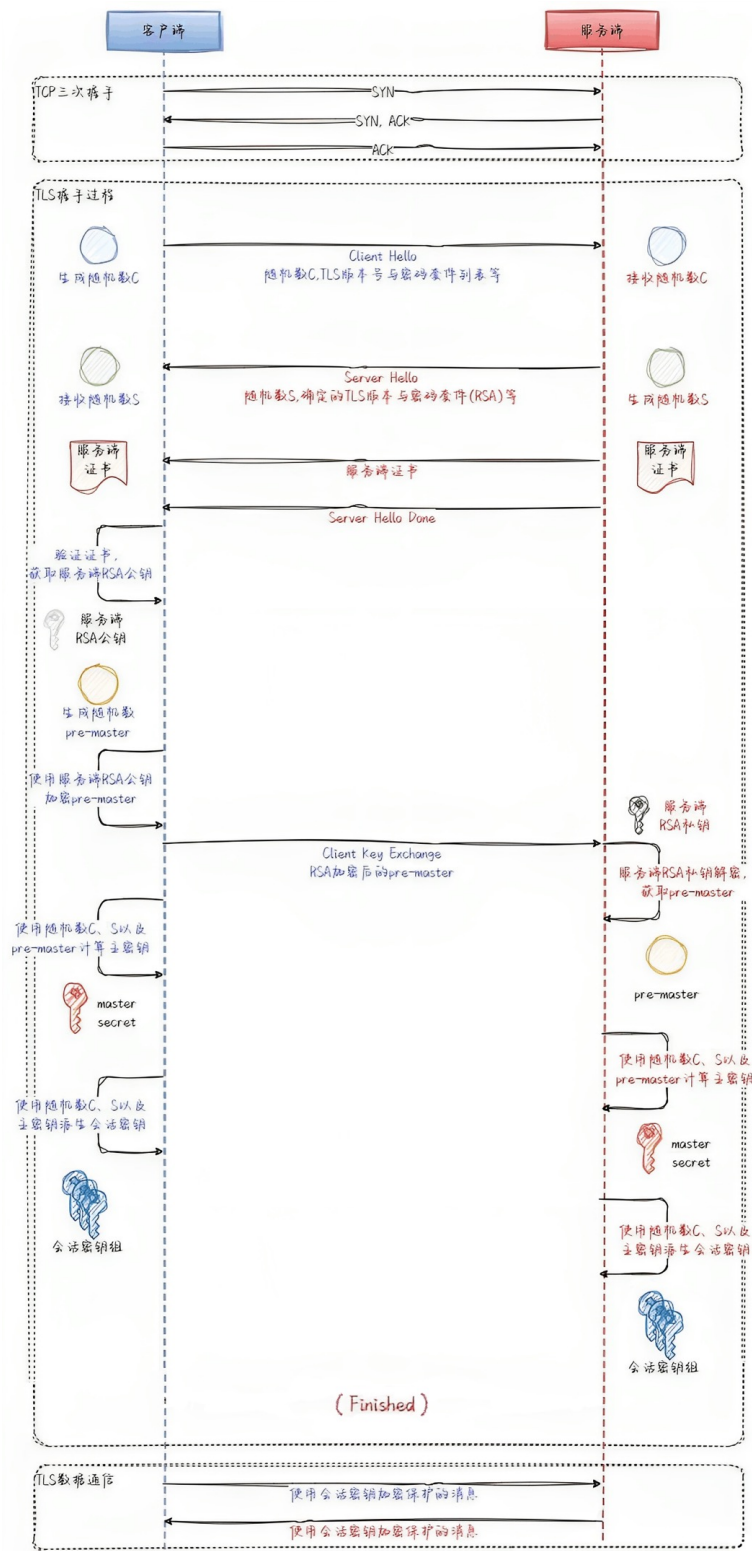 客户端
服务端
TCP三次握手
SYN
SYN, ACK
ACK
TLS握手过程
Client Hello
随机数C,TLS版本号与密码套件列表等
生成随机数C
接收随机数C
Server Hello
随机数S,确定的TLS版本与密码套件(RSA)等
接收随机数S
生成随机数S
服务端
证书
服务端证书
服务端
证书
Server Hello Done
验证证书,
获取服务端RSA公钥
服务端
RSA公钥
生成随机数
pre-master
使用服务端RSA公钥
加密pre-master
服务端
RSA私钥
Client Key Exchange
RSA加密后的pre-master
服务端RSA私钥解密,
获取pre-master
使用随机数C、S以及
pre-master计算主密钥
pre-master
master
secret
使用随机数C、S以及
pre-master计算主密钥
使用随机数C、S以及
主密钥派生会话密钥
master
secret
会话密钥组
使用随机数C、S以及
主密钥派生会话密钥
会话密钥组
( Finished )
TLS数据通信
使用会话密钥加密保护的消息
使用会话密钥加密保护的消息